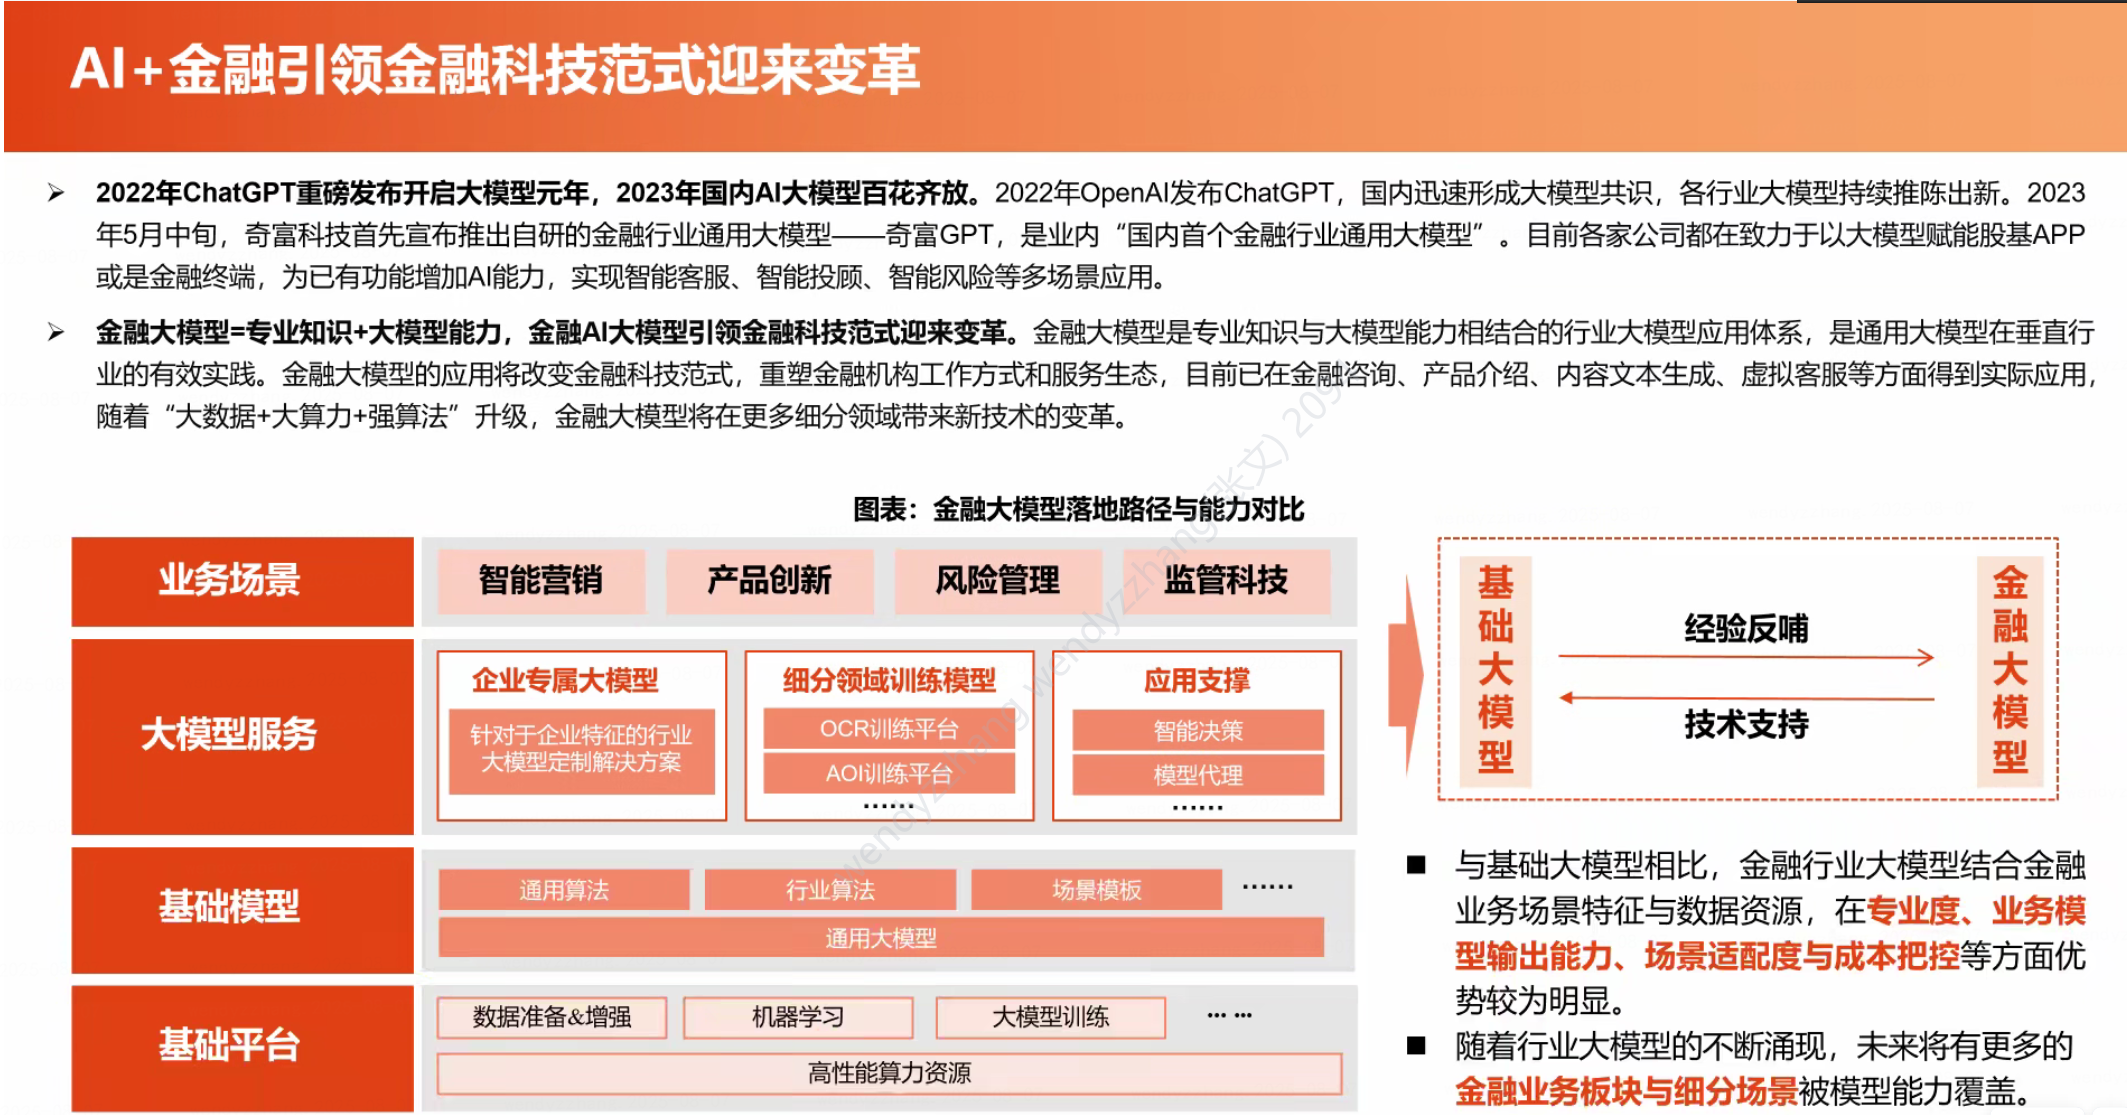 AI+金融引领金融科技范式迎来变革
➢ 2022年ChatGPT重磅发布开启大模型元年，2023年国内AI大模型百花齐放。2022年OpenAI发布ChatGPT，国内迅速形成大模型共识，各行业大模型持续推陈出新。2023
年5月中旬，奇富科技首先宣布推出自研的金融行业通用大模型——奇富GPT，是业内“国内首个金融行业通用大模型”。目前各家公司都在致力于以大模型赋能股基APP
或是金融终端，为已有功能增加AI能力，实现智能客服、智能投顾、智能风险等多场景应用。
➢ 金融大模型=专业知识+大模型能力，金融AI大模型引领金融科技范式迎来变革。金融大模型是专业知识与大模型能力相结合的行业大模型应用体系，是通用大模型在垂直行
业的有效实践。金融大模型的应用将改变金融科技范式，重塑金融机构工作方式和服务生态，目前已在金融咨询、产品介绍、内容文本生成、虚拟客服等方面得到实际应用，
随着“大数据+大算力+强算法”升级，金融大模型将在更多细分领域带来新技术的变革。
图表：金融大模型落地路径与能力对比
业务场景
智能营销
产品创新
风险管理
监管科技
大模型服务
企业专属大模型
针对于企业特征的行业
大模型定制解决方案
细分领域训练模型
OCR训练平台
AOI训练平台
……
应用支撑
智能决策
模型代理
……
基础模型
通用算法
行业算法
场景模板
……
通用大模型
基础平台
数据准备&增强
机器学习
大模型训练
……
高性能算力资源
基础大模型
经验反哺
技术支持
金融大模型
■ 与基础大模型相比，金融行业大模型结合金融
业务场景特征与数据资源，在专业度、业务模
型输出能力、场景适配度与成本把控等方面优
势较为明显。
■ 随着行业大模型的不断涌现，未来将有更多的
金融业务板块与细分场景被模型能力覆盖。
wendyzzhang wendyzzhang(张文) 209